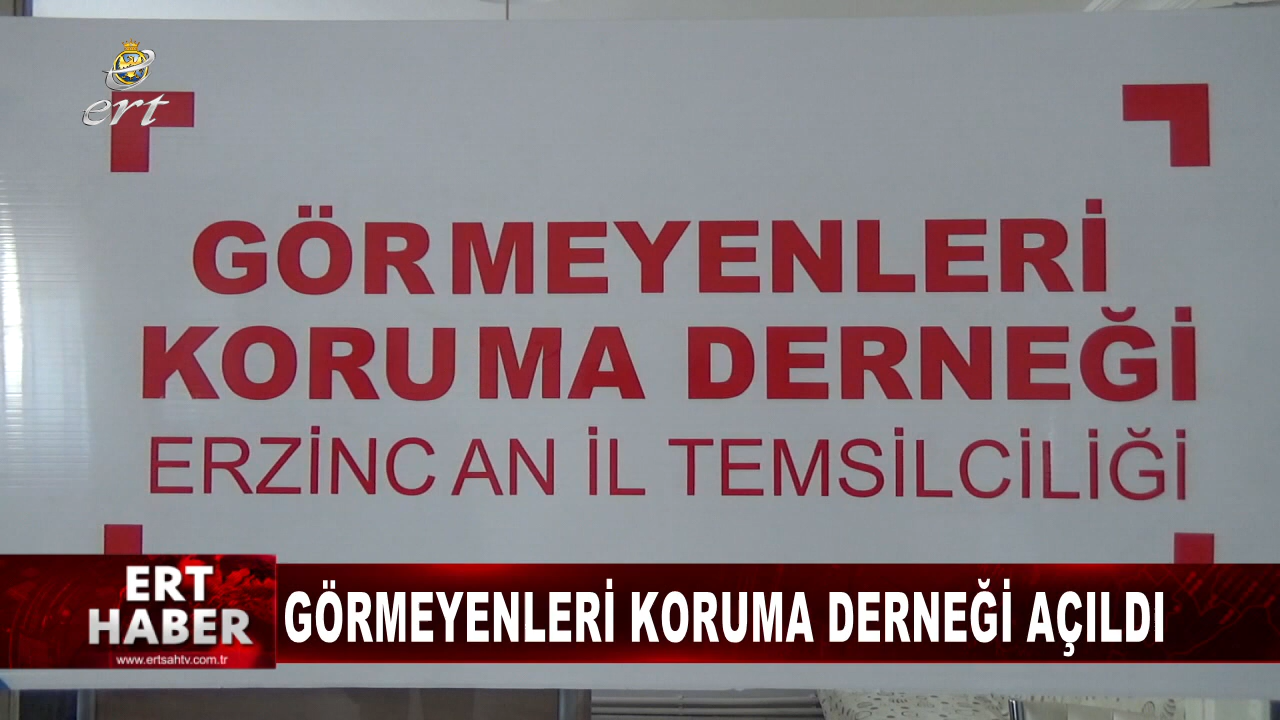 ert
GÖRMEYENLERİ
KORUMA DERNEĞİ
ERZİNCAN İL TEMSİLCİLİĞİ
ERT
HABER
www.ertsahtv.com.tr
GÖRMEYENLERİ KORUMA DERNEĞİ AÇILDI